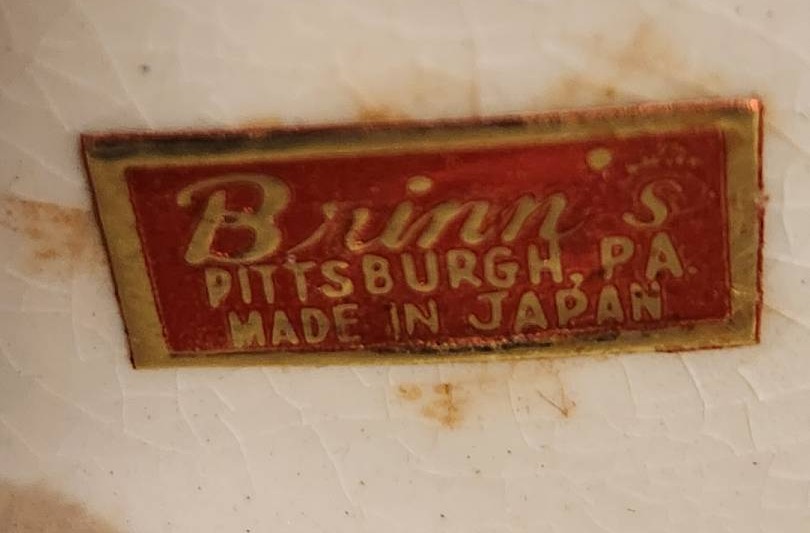 Brinn's
PITTSBURGH, PA.
MADE IN JAPAN